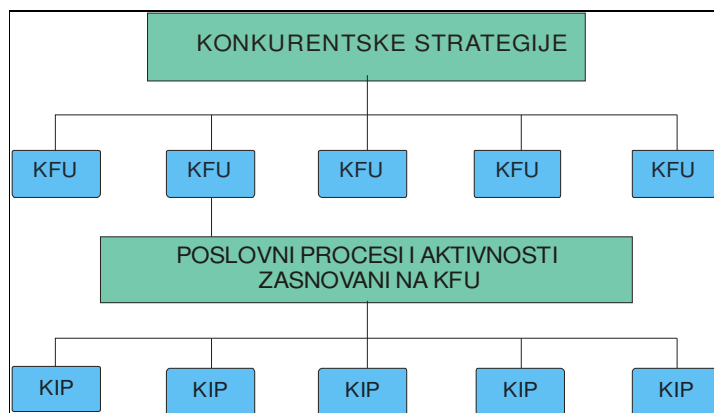 KONKURENTSKE STRATEGIJE
KFU KFU KFU KFU KFU
POSLOVNI PROCESI I AKTIVNOSTI
ZASNOVANI NA KFU
KIP KIP KIP KIP KIP